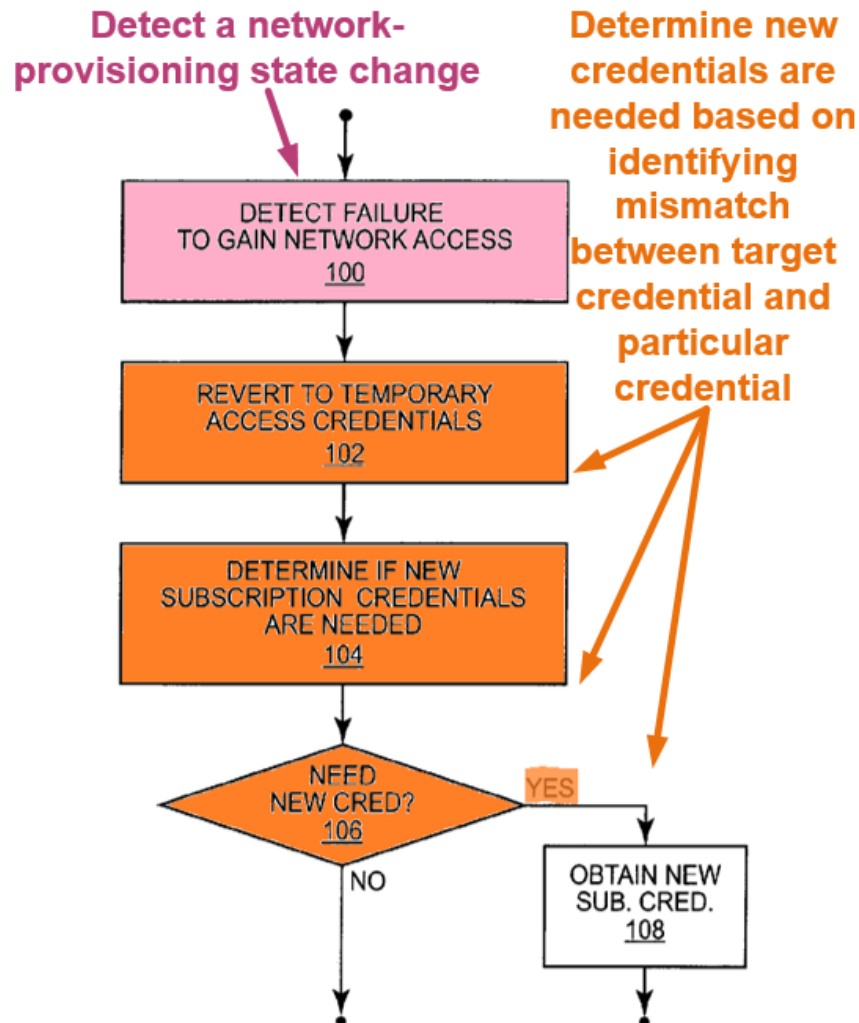 Detect a network-
provisioning state change
Determine new
credentials are
needed based on
identifying
mismatch
between target
credential and
particular
credential
DETECT FAILURE
TO GAIN NETWORK ACCESS
100
REVERT TO TEMPORARY
ACCESS CREDENTIALS
102
DETERMINE IF NEW
SUBSCRIPTION CREDENTIALS
ARE NEEDED
104
NEED
NEW CRED?
106
YES
NO
OBTAIN NEW
SUB. CRED.
108